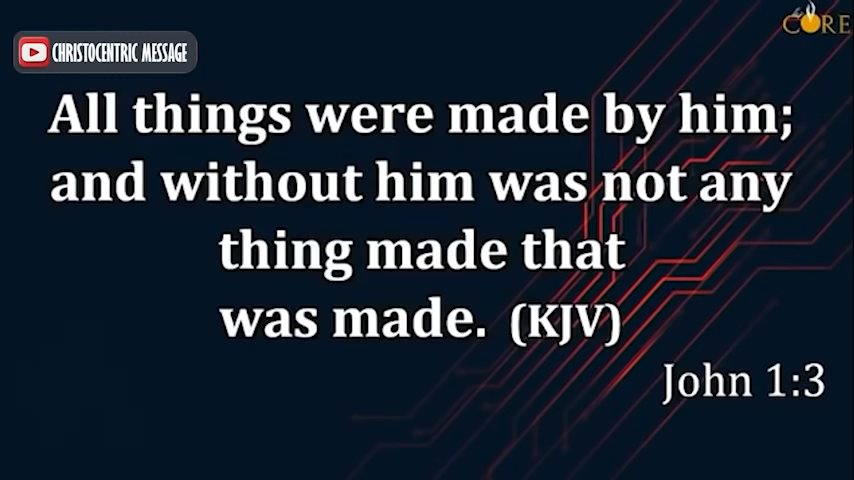 CORE
CHRISTOCENTRIC MESSAGE
All things were made by him;
and without him was not any
thing made that
was made. (KJV)
John 1:3